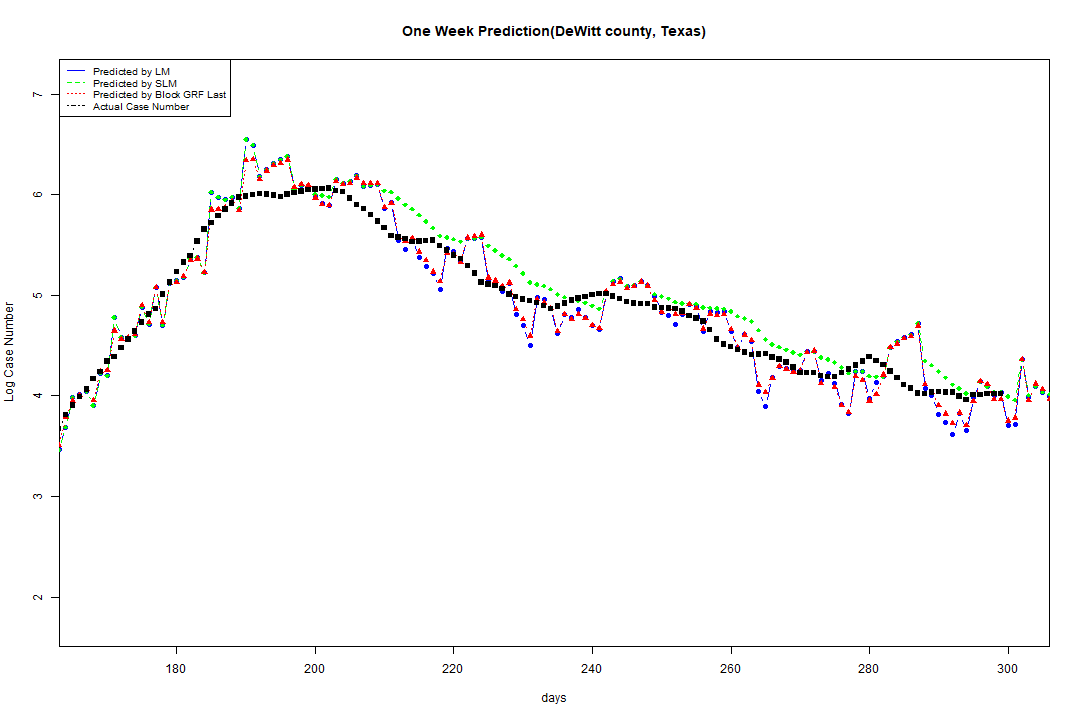 One Week Prediction(DeWitt county, Texas)
Predicted by LM
Predicted by SLM
Predicted by Block GRF Last
Actual Case Number
7
6
5
4
3
2
Log Case Number
180 200 220 240 260 280 300
days